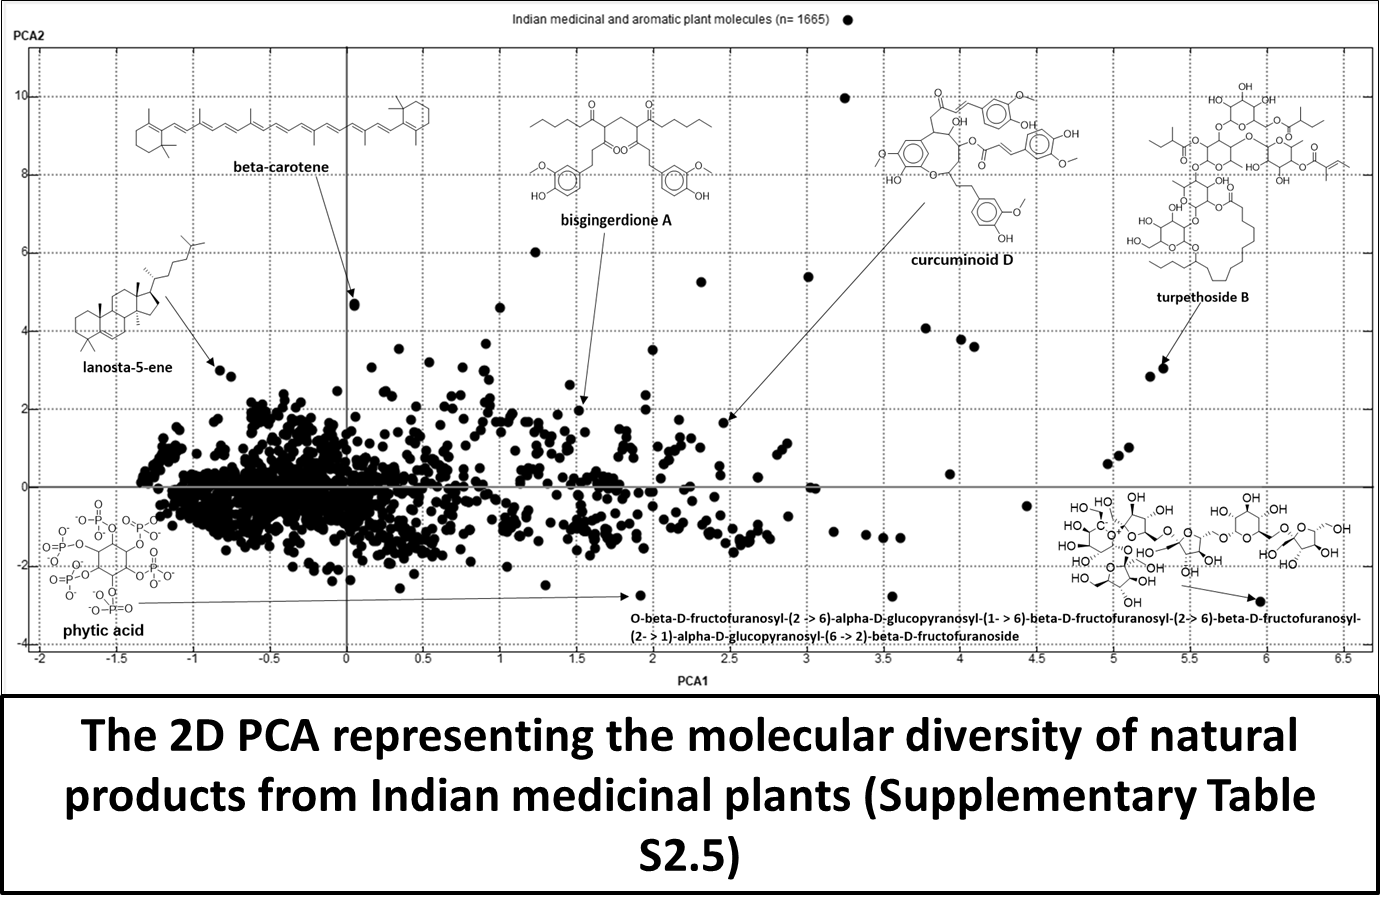 Indian medicinal and aromatic plant molecules (n= 1665)
PCA2
10
8
6
4
2
0
-2
-4
beta-carotene
bisgingerdione A
curcuminoid D
turpethoside B
lanosta-5-ene
phytic acid
O-beta-D-fructofuranosyl-(2 -> 6)-alpha-D-glucopyranosyl-(1- > 6)-beta-D-fructofuranosyl-(2-> 6)-beta-D-fructofuranosyl-
(2- > 1)-alpha-D-glucopyranosyl-(6 -> 2)-beta-D-fructofuranoside
-2 -1.5 -1 -0.5 0 0.5 1 1.5 2 2.5 3 3.5 4 4.5 5 5.5 6 6.5
PCA1
The 2D PCA representing the molecular diversity of natural
products from Indian medicinal plants (Supplementary Table
S2.5)